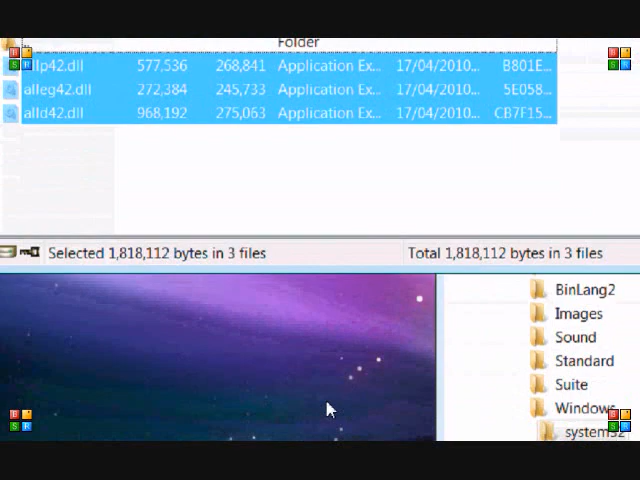 Folder
allp42.dll 577,536 268,841 Application Ex... 17/04/2010... B801E...
alleg42.dll 272,384 245,733 Application Ex... 17/04/2010... 5E058...
alld42.dll 968,192 275,063 Application Ex... 17/04/2010... CB7F15...
Selected 1,818,112 bytes in 3 files
Total 1,818,112 bytes in 3 files
BinLang2
Images
Sound
Standard
Suite
Windows
system32